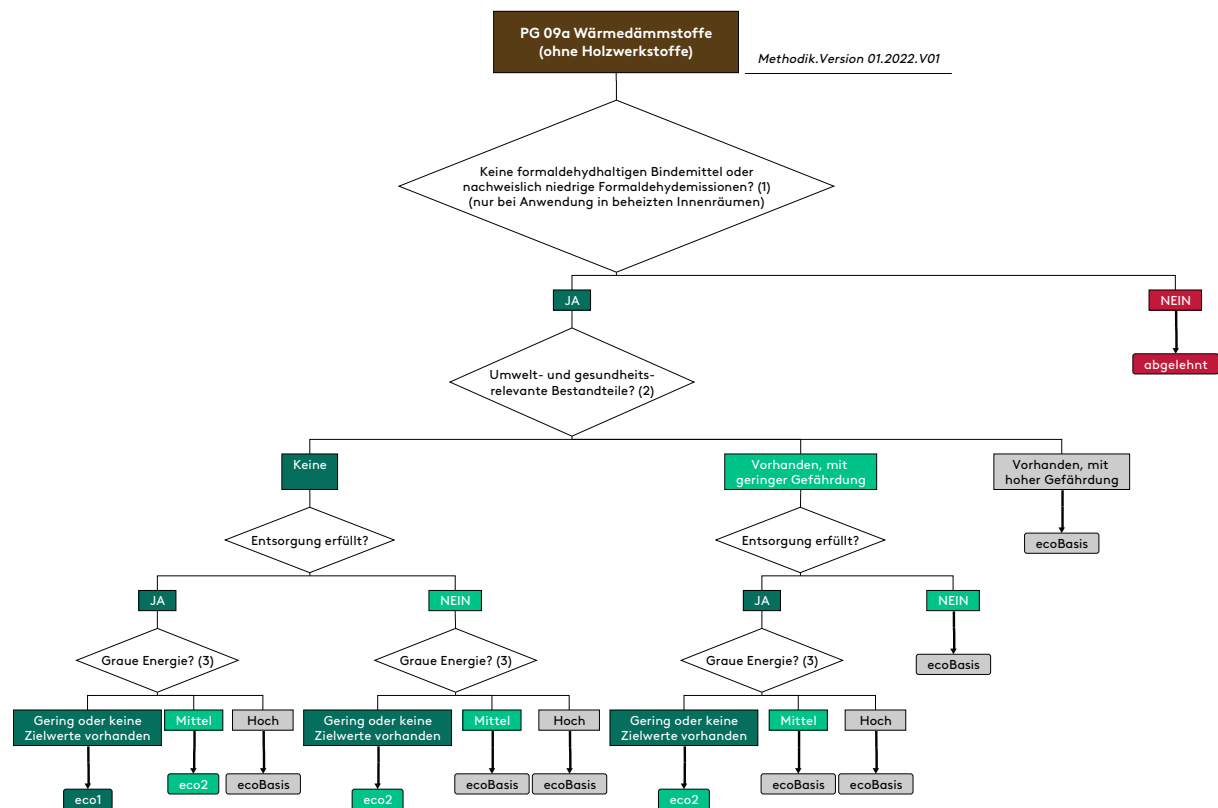 PG 09a Wärmedämmstoffe
(ohne Holzwerkstoffe)
Methodik.Version 01.2022.V01
Keine formaldehydhaltigen Bindemittel oder
nachweislich niedrige Formaldehydemissionen? (1)
(nur bei Anwendung in beheizten Innenräumen)
JA
NEIN
abgelehnt
Umwelt- und gesundheits-
relevante Bestandteile? (2)
Keine
Vorhanden, mit
geringer Gefährdung
Vorhanden, mit
hoher Gefährdung
Entsorgung erfüllt?
Entsorgung erfüllt?
ecoBasis
JA
NEIN
JA
NEIN
Graue Energie? (3)
Graue Energie? (3)
Graue Energie? (3)
ecoBasis
Gering oder keine
Zielwerte vorhanden
Mittel
Hoch
Gering oder keine
Zielwerte vorhanden
Mittel
Hoch
Gering oder keine
Zielwerte vorhanden
Mittel
Hoch
eco1
eco2
ecoBasis
eco2
ecoBasis
ecoBasis
eco2
ecoBasis
ecoBasis